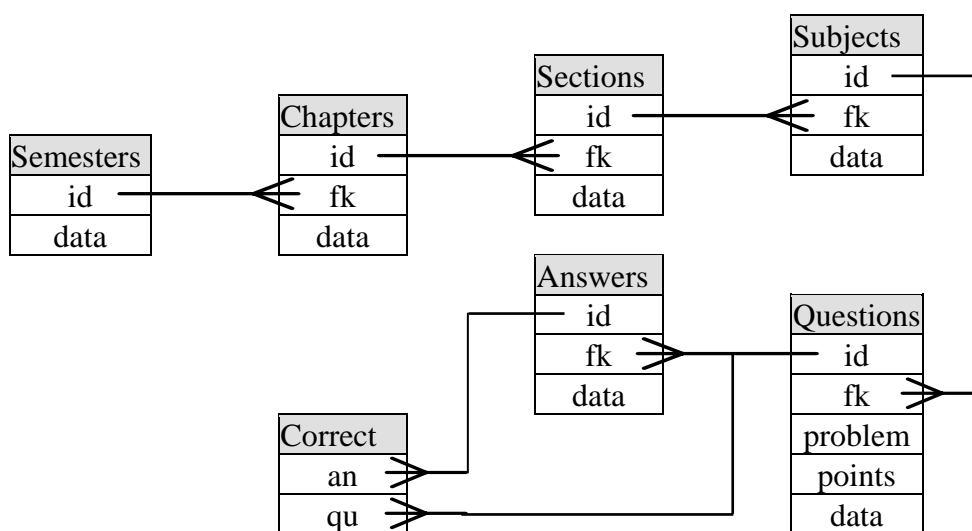 Semesters
id
data
Chapters
id
fk
data
Sections
id
fk
data
Subjects
id
fk
data
Correct
an
qu
Answers
id
fk
data
Questions
id
fk
problem
points
data